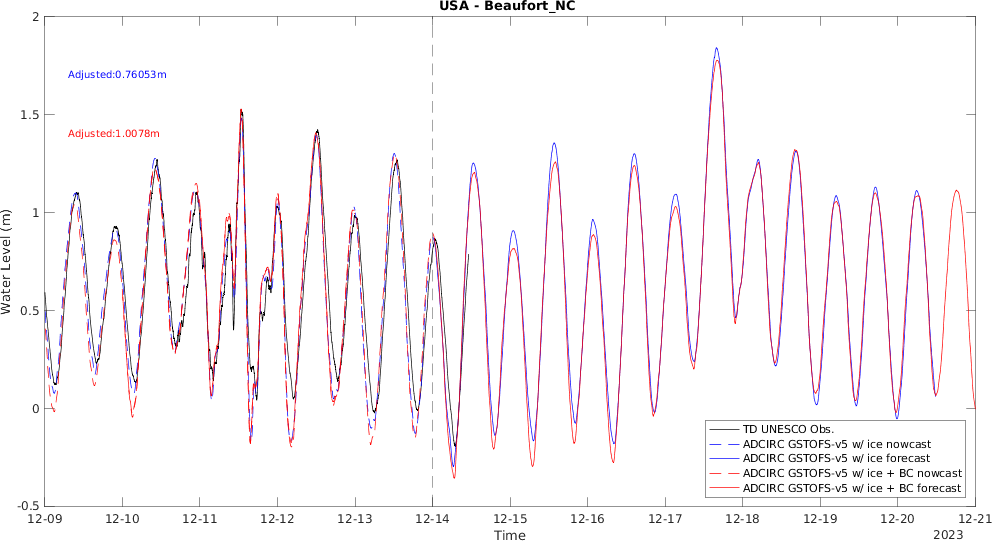 USA - Beaufort_NC
2
1.5
1
0.5
0
-0.5
Water Level (m)
Adjusted:0.76053m
Adjusted:1.0078m
TD UNESCO Obs.
ADCIRC GSTOFS-v5 w/ ice nowcast
ADCIRC GSTOFS-v5 w/ ice forecast
ADCIRC GSTOFS-v5 w/ ice + BC nowcast
ADCIRC GSTOFS-v5 w/ ice + BC forecast
12-09 12-10 12-11 12-12 12-13 12-14 12-15 12-16 12-17 12-18 12-19 12-20 12-21
Time
2023